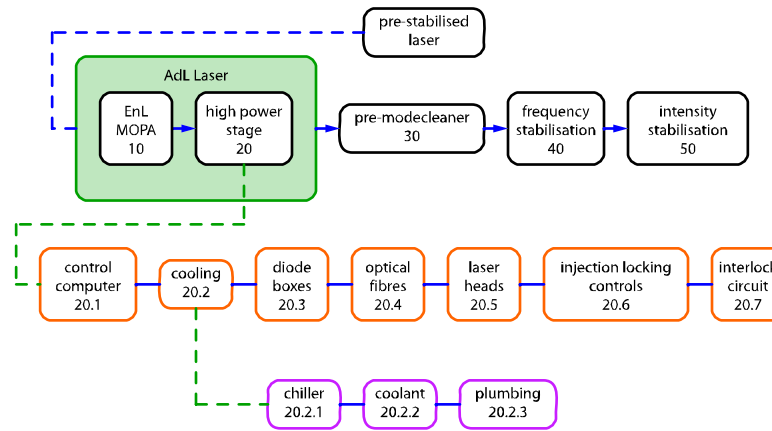 pre-stabilised
laser
AdL Laser
EnL
MOPA
10
high power
stage
20
pre-modecleaner
30
frequency
stabilisation
40
intensity
stabilisation
50
control
computer
20.1
cooling
20.2
diode
boxes
20.3
optical
fibres
20.4
laser
heads
20.5
injection locking
controls
20.6
interlock
circuit
20.7
chiller
20.2.1
coolant
20.2.2
plumbing
20.2.3